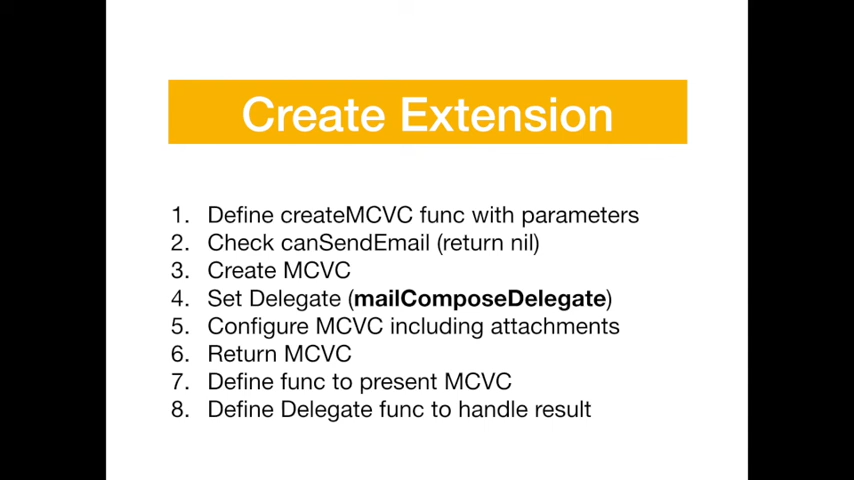 Create Extension
1. Define createMCVC func with parameters
2. Check canSendEmail (return nil)
3. Create MCVC
4. Set Delegate (mailComposeDelegate)
5. Configure MCVC including attachments
6. Return MCVC
7. Define func to present MCVC
8. Define Delegate func to handle result